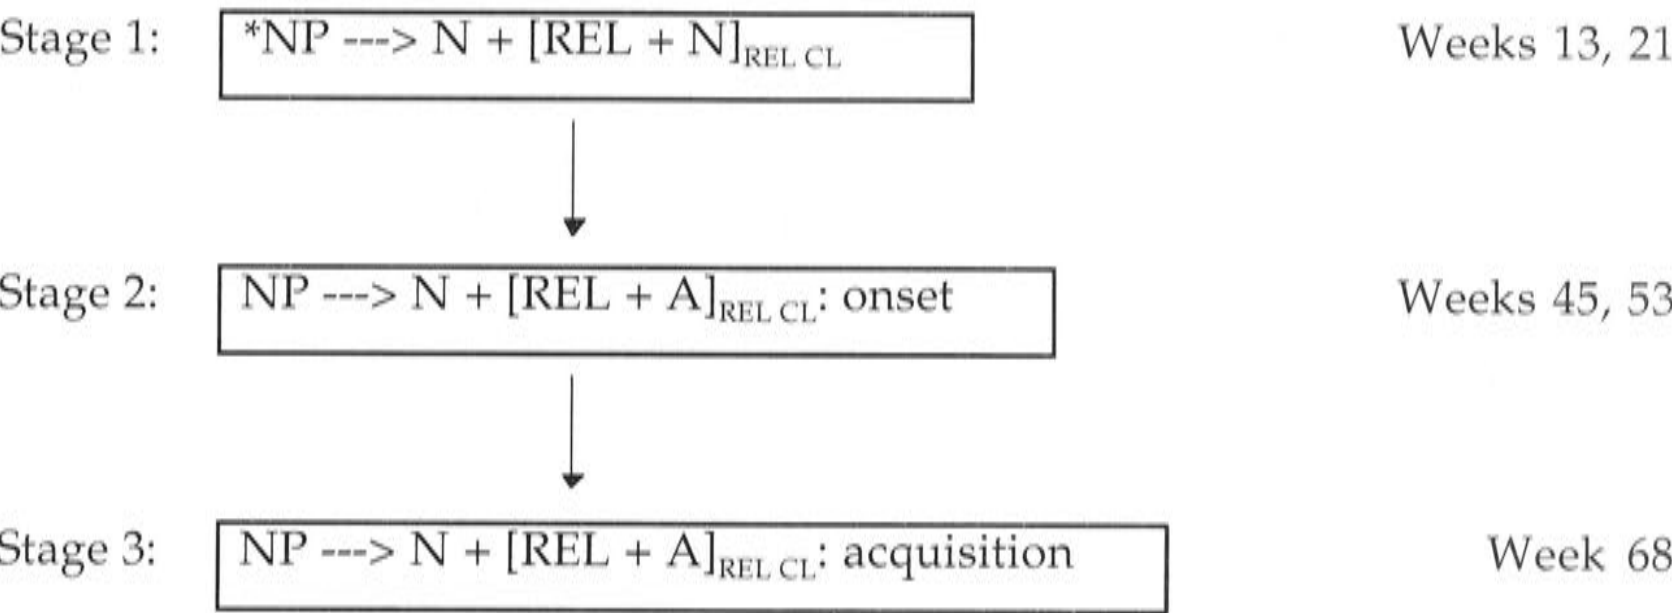 Stage 1: *NP ---> N + [REL + N]REL CL Weeks 13, 21
Stage 2: NP ---> N + [REL + A]REL CL: onset Weeks 45, 53
Stage 3: NP ---> N + [REL + A]REL CL: acquisition Week 68